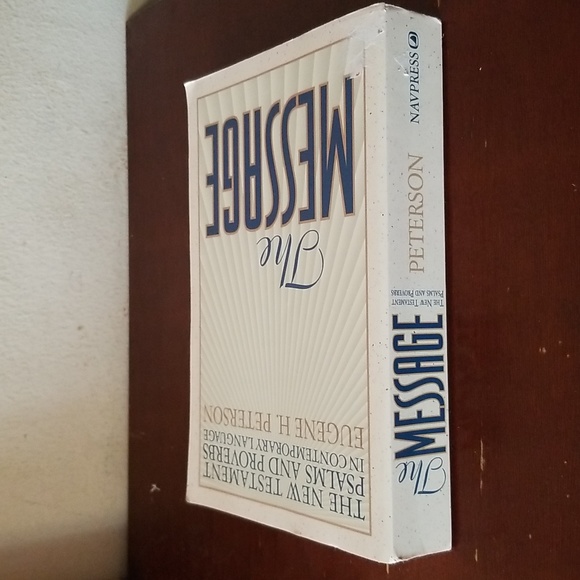 THE NEW TESTAMENT
PSALMS AND PROVERBS
IN CONTEMPORARY LANGUAGE
EUGENE H. PETERSON
The
MESSAGE
The
MESSAGE
THE NEW TESTAMENT
PSALMS AND PROVERBS
PETERSON
NAVPRESS